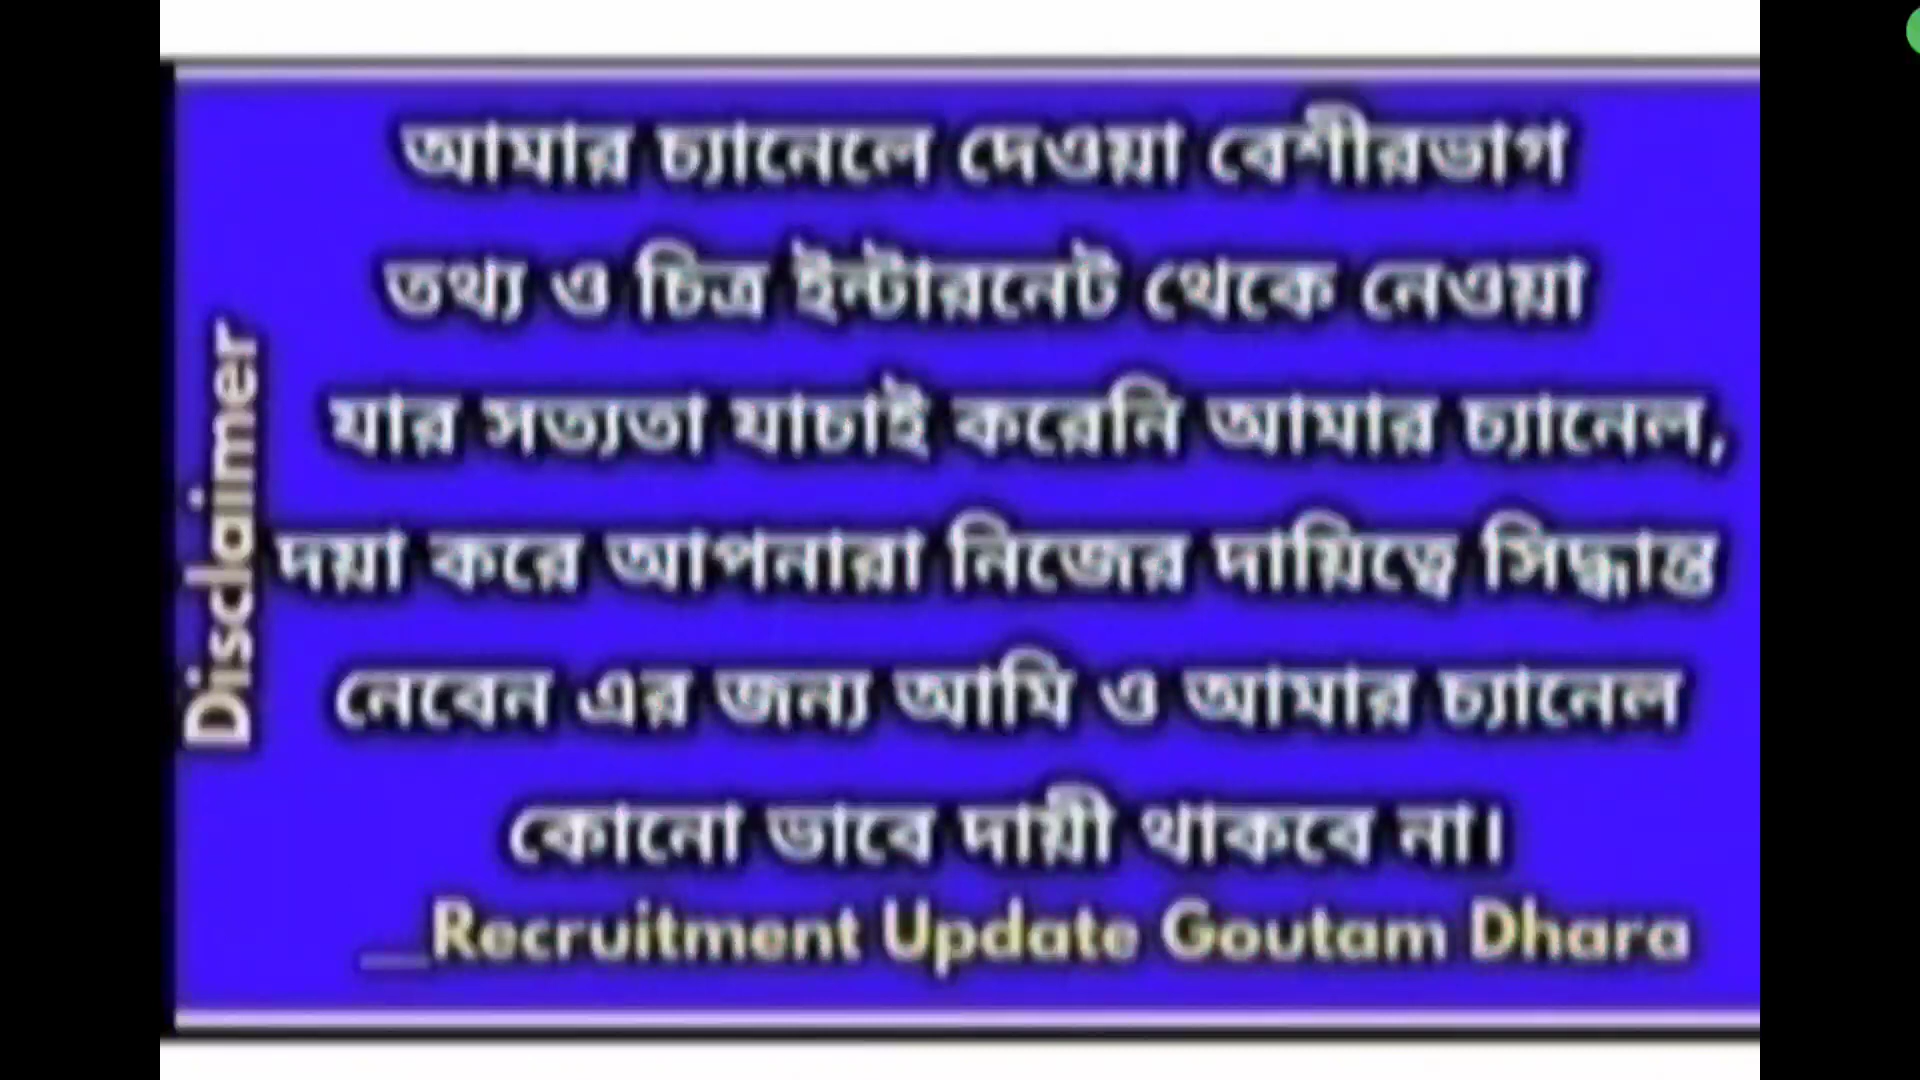 Disclaimer
আমার চ্যানেলে দেওয়া বেশীরভাগ
তথ্য ও চিত্র ইন্টারনেট থেকে নেওয়া
যার সত্যতা যাচাই করেনি আমার চ্যানেল,
দয়া করে আপনারা নিজের দায়িত্বে সিদ্ধান্ত
নেবেন এর জন্য আমি ও আমার চ্যানেল
কোনো ভাবে দায়ী থাকবে না।
__Recruitment Update Goutam Dhara